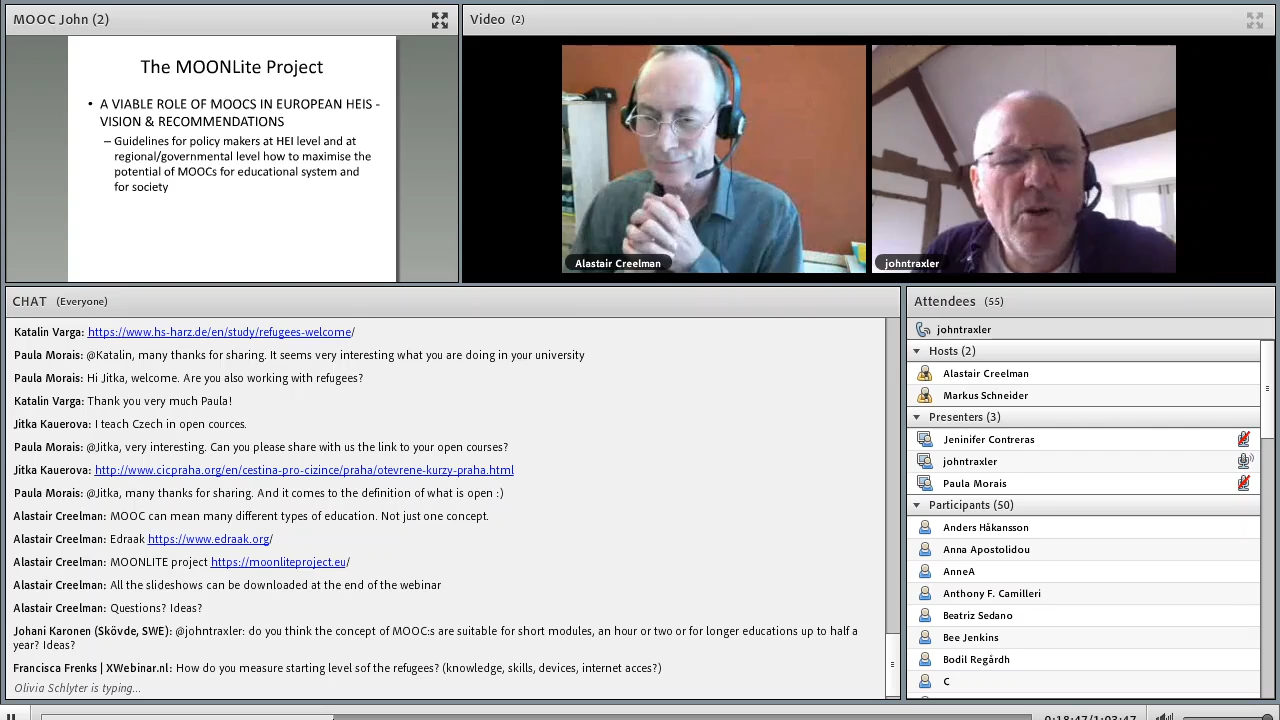 MOOC John (2)
The MOONLite Project
• A VIABLE ROLE OF MOOCS IN EUROPEAN HEIS -
VISION & RECOMMENDATIONS
– Guidelines for policy makers at HEI level and at
regional/governmental level how to maximise the
potential of MOOCs for educational system and
for society
Video (2)
Alastair Creelman
johntraxler
CHAT (Everyone)
Katalin Varga: https://www.hs-harz.de/en/study/refugees-welcome/
Paula Morais: @Katalin, many thanks for sharing. It seems very interesting what you are doing in your university
Paula Morais: Hi Jitka, welcome. Are you also working with refugees?
Katalin Varga: Thank you very much Paula!
Jitka Kauerova: I teach Czech in open cources.
Paula Morais: @Jitka, very interesting. Can you please share with us the link to your open courses?
Jitka Kauerova: http://www.cicpraha.org/en/cestina-pro-cizince/praha/otevrene-kurzy-praha.html
Paula Morais: @Jitka, many thanks for sharing. And it comes to the definition of what is open :)
Alastair Creelman: MOOC can mean many different types of education. Not just one concept.
Alastair Creelman: Edraak https://www.edraak.org/
Alastair Creelman: MOONLITE project https://moonliteproject.eu/
Alastair Creelman: All the slideshows can be downloaded at the end of the webinar
Alastair Creelman: Questions? Ideas?
Johani Karonen (Skövde, SWE): @johntraxler: do you think the concept of MOOC:s are suitable for short modules, an hour or two or for longer educations up to half a
year? Ideas?
Francisca Frenks | XWebinar.nl: How do you measure starting level sof the refugees? (knowledge, skills, devices, internet acces?)
Olivia Schlyter is typing...
Attendees (55)
johntraxler
Hosts (2)
Alastair Creelman
Markus Schneider
Presenters (3)
Jeninifer Contreras
johntraxler
Paula Morais
Participants (50)
Anders Håkansson
Anna Apostolidou
AnneA
Anthony F. Camilleri
Beatriz Sedano
Bee Jenkins
Bodil Regårdh
C
0:18:47/1:03:47